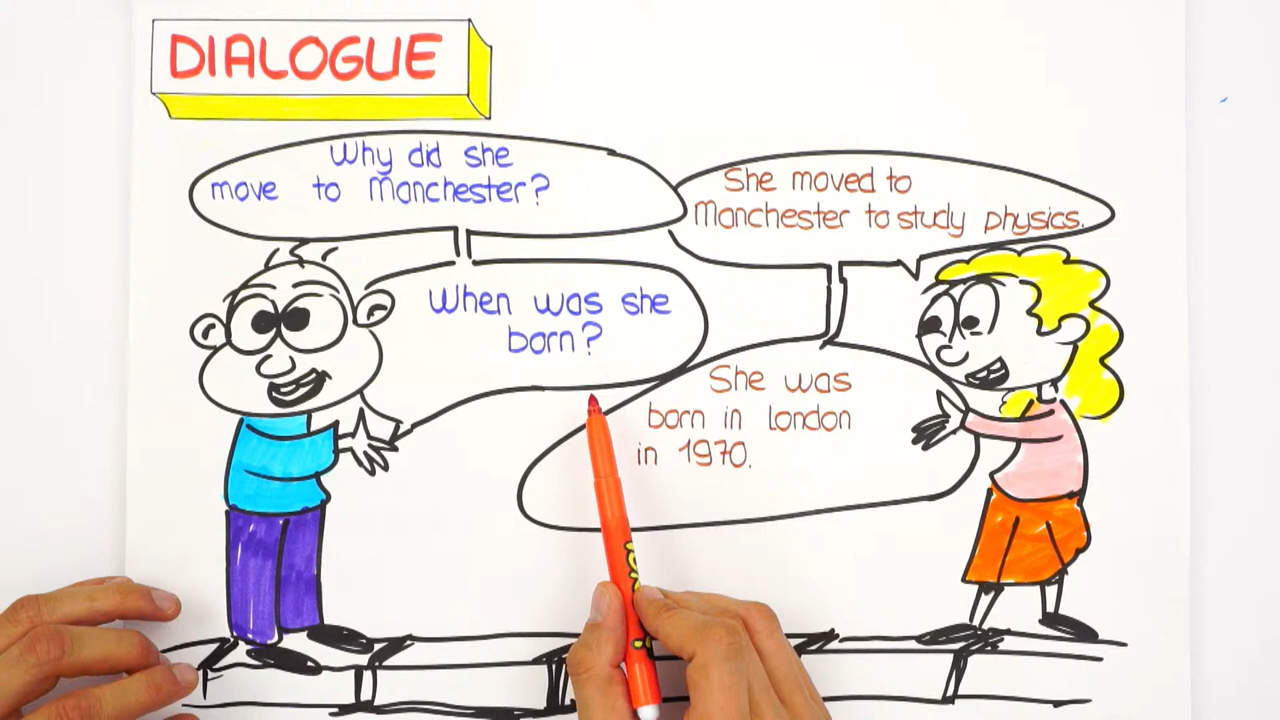 DIALOGUE
Why did she
move to Manchester?
She moved to
Manchester to study physics.
When was she
born?
She was
born in London
in 1970.